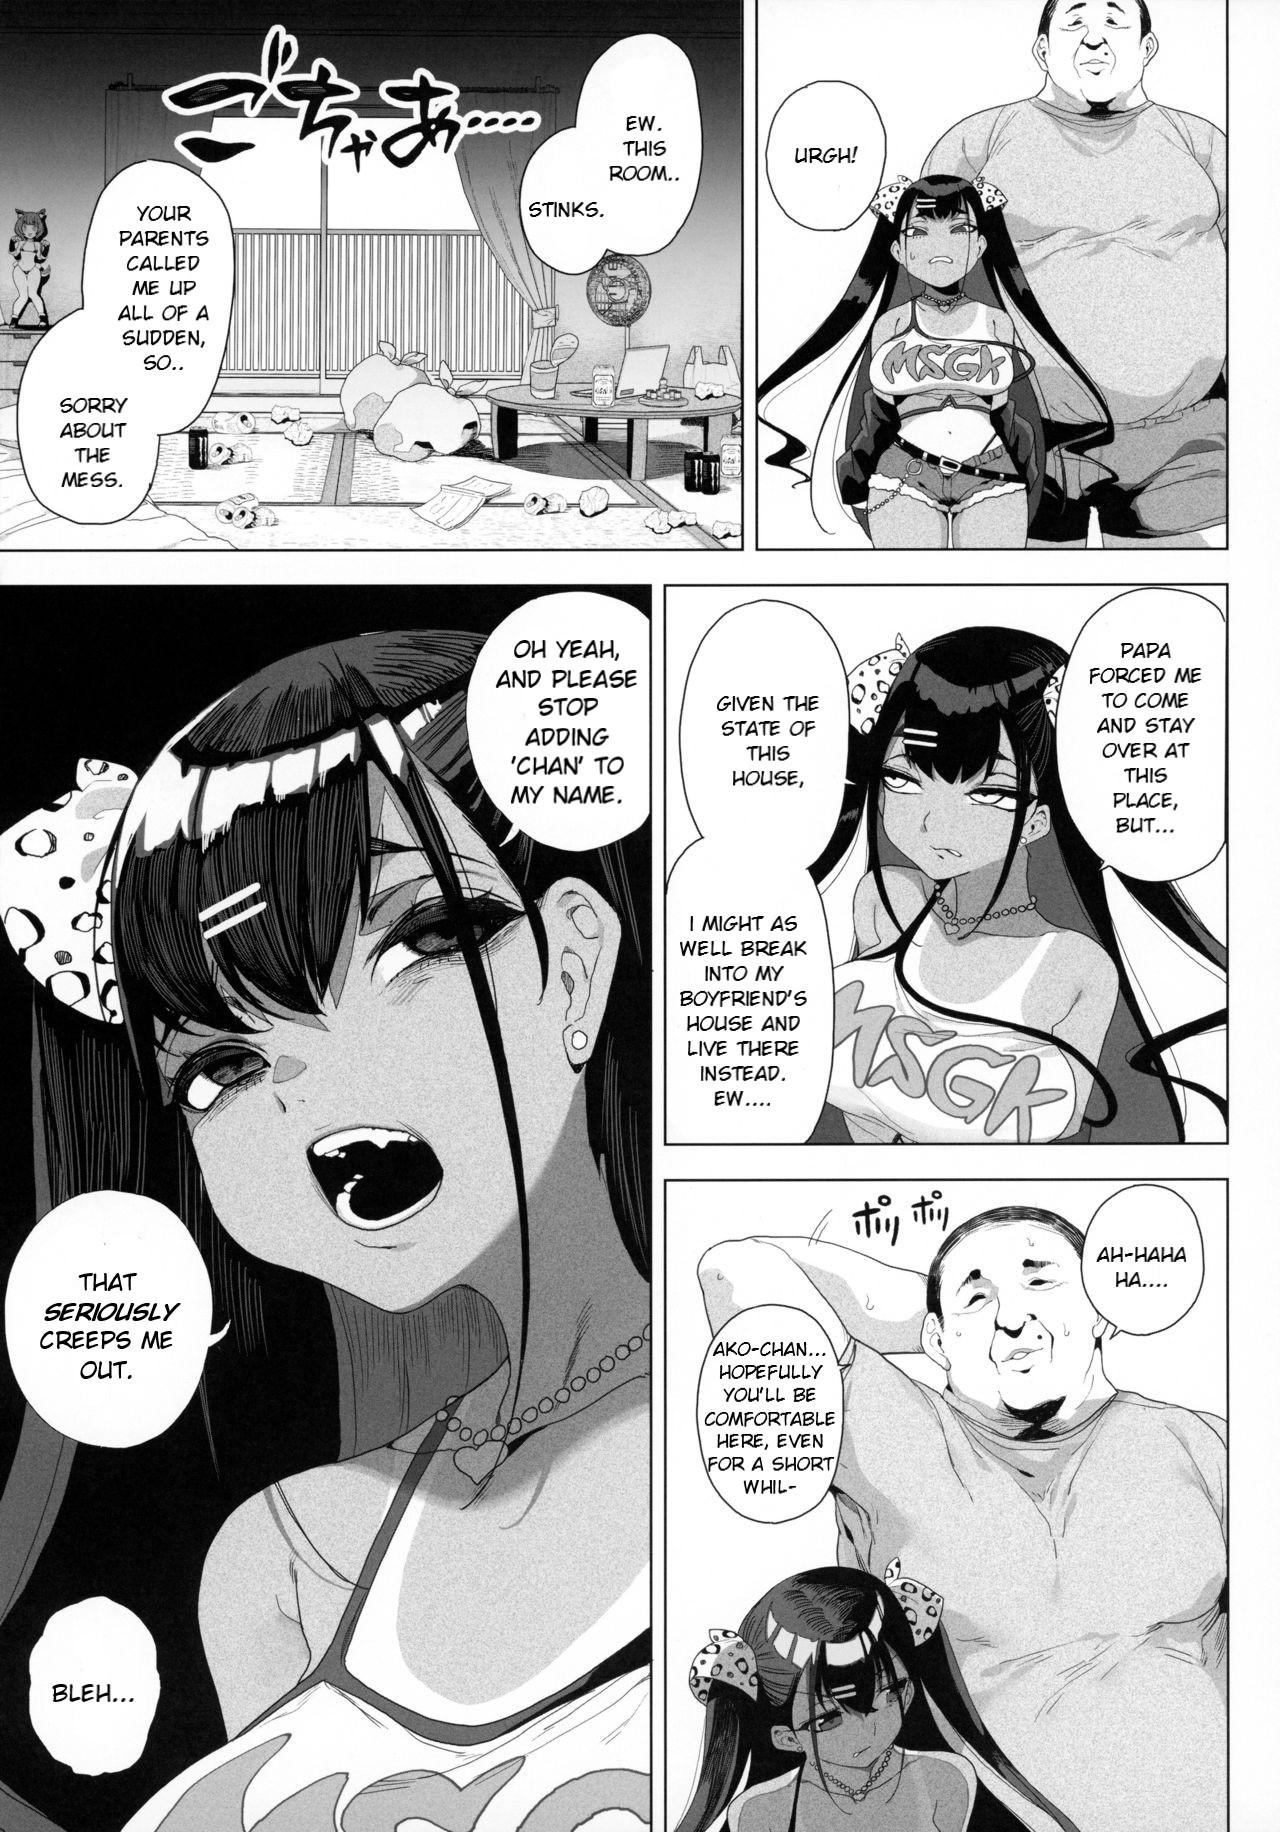 URGH!
MSGK
EW.
THIS
ROOM..
STINKS.
ごちゃあ‥‥
YOUR
PARENTS
CALLED
ME UP
ALL OF A
SUDDEN,
SO..
SORRY
ABOUT
THE
MESS.
PAPA
FORCED ME
TO COME
AND STAY
OVER AT
THIS
PLACE,
BUT...
GIVEN THE
STATE OF
THIS
HOUSE,
I MIGHT AS
WELL BREAK
INTO MY
BOYFRIEND'S
HOUSE AND
LIVE THERE
INSTEAD.
EW....
MSGK
AH-HAHA
HA....
ポリポリ
AKO-CHAN...
HOPEFULLY
YOU'LL BE
COMFORTABLE
HERE, EVEN
FOR A SHORT
WHIL-
OH YEAH,
AND PLEASE
STOP
ADDING
'CHAN' TO
MY NAME.
THAT
SERIOUSLY
CREEPS ME
OUT.
BLEH...